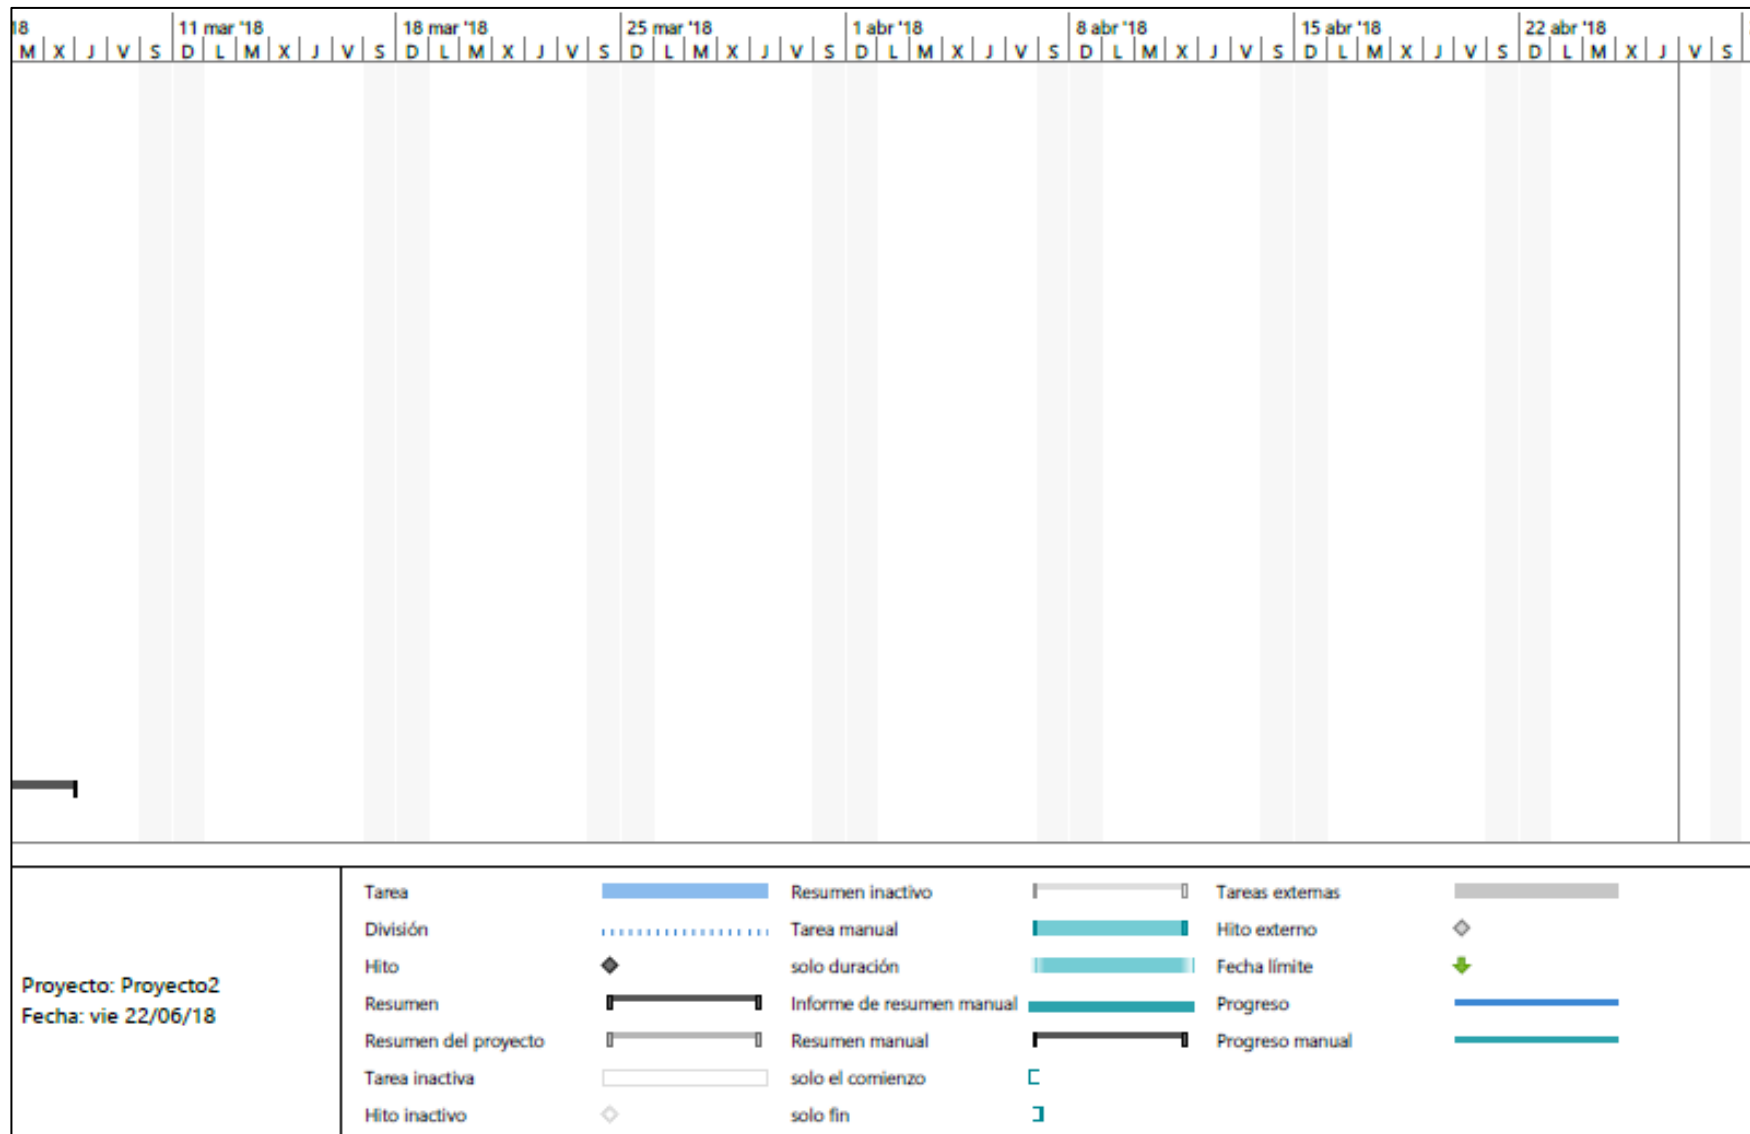 18 11 mar '18 18 mar '18 25 mar '18 1 abr '18 8 abr '18 15 abr '18 22 abr '18
M X J V S D L M X J V S D L M X J V S D L M X J V S D L M X J V S D L M X J V S D L M X J V S D L M X J V S
Tarea Resumen inactivo Tareas externas
División Tarea manual Hito externo
Hito solo duración Fecha límite
Proyecto: Proyecto2
Fecha: vie 22/06/18
Resumen Informe de resumen manual Progreso
Resumen del proyecto Resumen manual Progreso manual
Tarea inactiva solo el comienzo
Hito inactivo solo fin